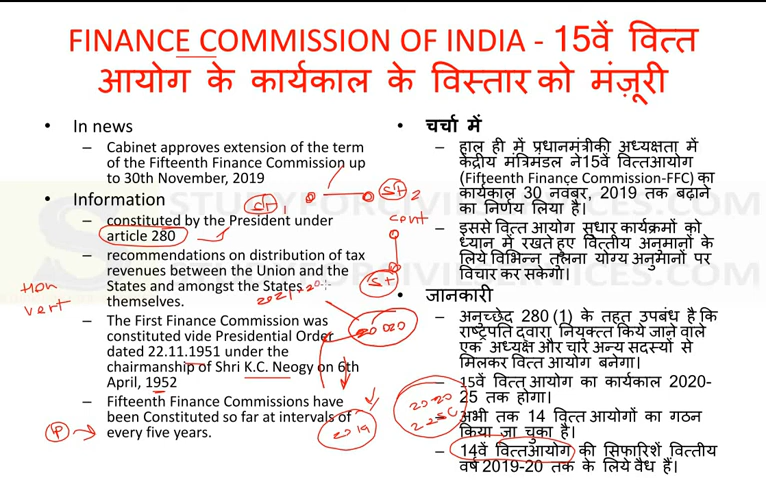 FINANCE COMMISSION OF INDIA - 15वें वित्त
आयोग के कार्यकाल के विस्तार को मंज़ूरी
• In news
– Cabinet approves extension of the term
of the Fifteenth Finance Commission up
to 30th November, 2019
• Information
– constituted by the President under
article 280
– recommendations on distribution of tax
revenues between the Union and the
States and amongst the States
themselves.
– The First Finance Commission was
constituted vide Presidential Order
dated 22.11.1951 under the
chairmanship of Shri K.C. Neogy on 6th
April, 1952
– Fifteenth Finance Commissions have
been Constituted so far at intervals of
every five years.
hon
vert
P
St 1
St 2
cent
St
2020
2019
• चर्चा में
– हाल ही में प्रधानमंत्रीकी अध्यक्षता में
केंद्रीय मंत्रिमंडल ने15वें वित्तआयोग
(Fifteenth Finance Commission-FFC) का
कार्यकाल 30 नवंबर, 2019 तक बढ़ाने
का निर्णय लिया है।
– इससे वित्त आयोग सुधार कार्यक्रमों को
ध्यान में रखते हुए वित्तीय अनुमानों के
लिये विभिन्न तुलना योग्य अनुमानों पर
विचार कर सकेगा।
• जानकारी
– अनुच्छेद 280 (1) के तहत उपबंध है कि
राष्ट्रपति द्वारा नियुक्त किये जाने वाले
एक अध्यक्ष और चार अन्य सदस्यों से
मिलकर वित्त आयोग बनेगा।
– 15वें वित्त आयोग का कार्यकाल 2020-
25 तक होगा।
– अभी तक 14 वित्त आयोगों का गठन
किया जा चुका है।
– 14वें वित्तआयोग की सिफारिशें वित्तीय
वर्ष 2019-20 तक के लिये वैध हैं।